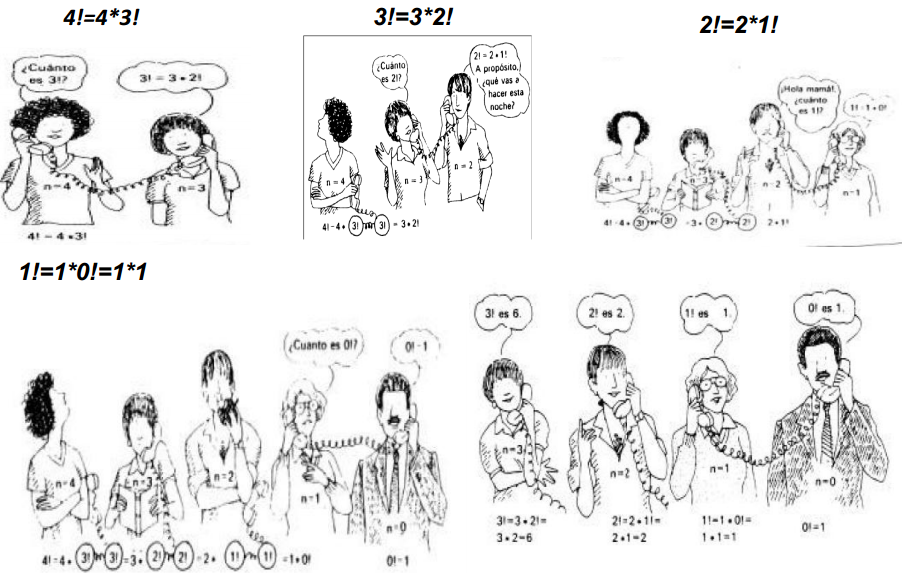 4!=4*3!
¿Cuánto
es 3!?
3! = 3 • 2!
n=4
n=3
4! = 4 • 3!
3!=3*2!
¿Cuánto
es 2!?
2! = 2 • 1!
A propósito,
¿qué vas a
hacer esta
noche?
n = 4
n = 3
n = 2
4! = 4 • 3! 3! = 3 • 2!
2!=2*1!
¡Hola mamá!,
¿cuánto
es 1!?
1! = 1 • 0!
n=4
n=2
n=1
4! = 4 • 3! 3! = 3 • 2! 2! 2 • 1!
1!=1*0!=1*1
¿Cuanto es 0!?
0! = 1
n=4
n=3
n=2
n=1
n=0
4! = 4 • 3! 3! = 3 • 2! 2! = 2 • 1! 1! = 1 • 0! 0! = 1
3! es 6.
2! es 2.
1! es 1.
0! es 1.
n=3
n=2
n=1
n=0
3! = 3 • 2! =
3 • 2 = 6
2! = 2 • 1! =
2 • 1 = 2
1! = 1 • 0! =
1 • 1 = 1
0! = 1